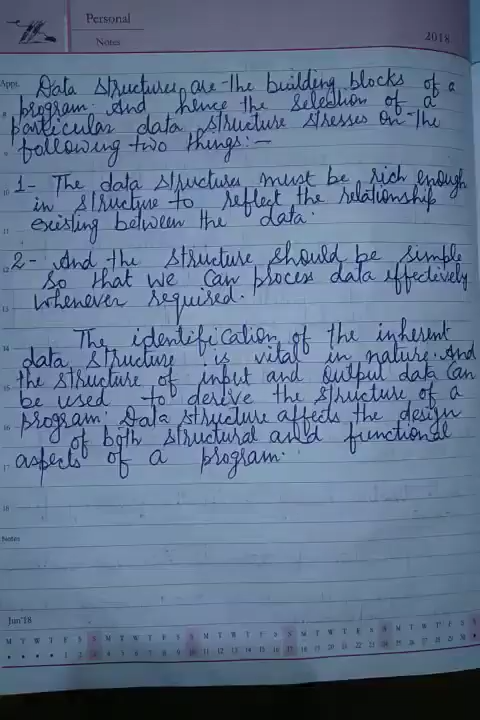 Personal
Notes
2018
Appt.
Data structures are the building blocks of a
program. And hence the selection of a
particular data structure stresses on the
following two things:-
1- The data structures must be rich enough
in structure to reflect the relationship
existing between the data.
2- And the structure should be simple
so that we can process data effectively
whenever required.
The identification of the inherent
data structure is vital in nature. And
the structure of input and output data can
be used to derive the structure of a
program. Data structure affects the design
of both structural and functional
aspects of a program.
Notes
Jun'18
M T W T F S S M T W T F S S M T W T F S S M T W T F S S M T W T F S S